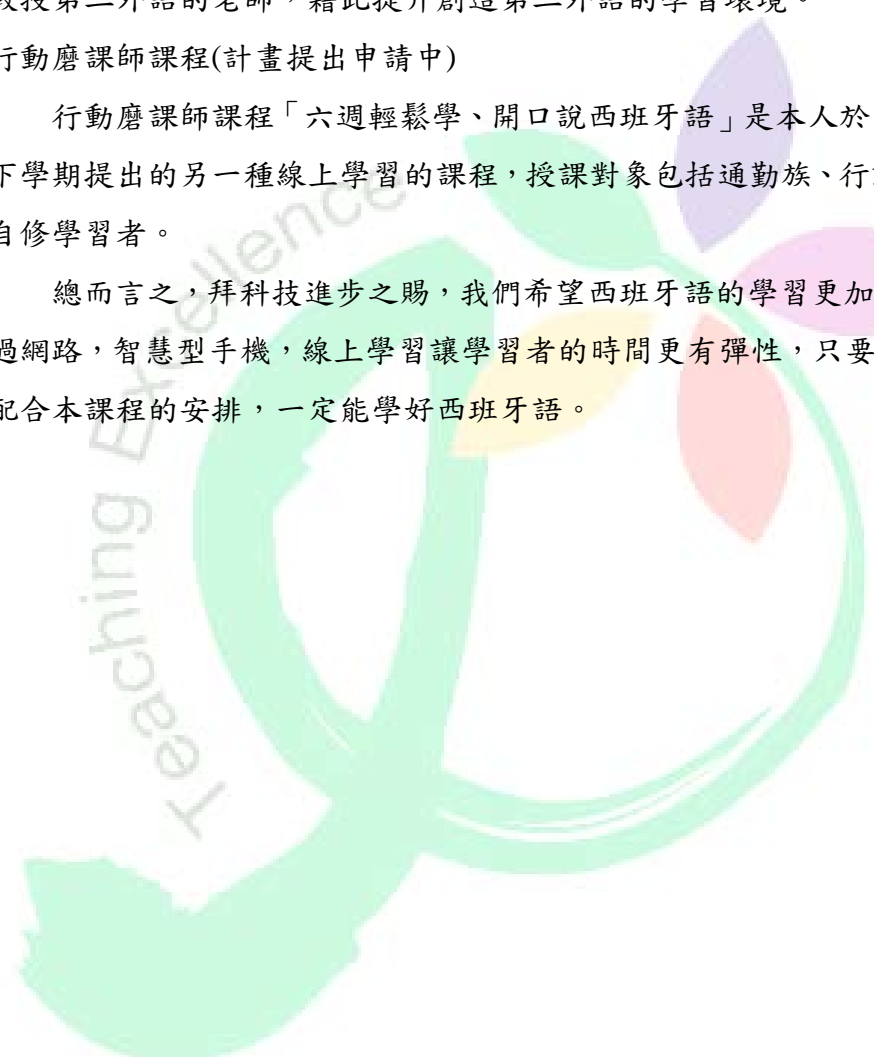 教授第二外語的老師，藉此提升創造第二外語的學習環境。
行動磨課師課程(計畫提出申請中)
行動磨課師課程「六週輕鬆學、開口說西班牙語」是本人於
下學期提出的另一種線上學習的課程，授課對象包括通勤族、行
自修學習者。
總而言之，拜科技進步之賜，我們希望西班牙語的學習更加
過網路，智慧型手機，線上學習讓學習者的時間更有彈性，只要
配合本課程的安排，一定能學好西班牙語。
Teaching Excellence